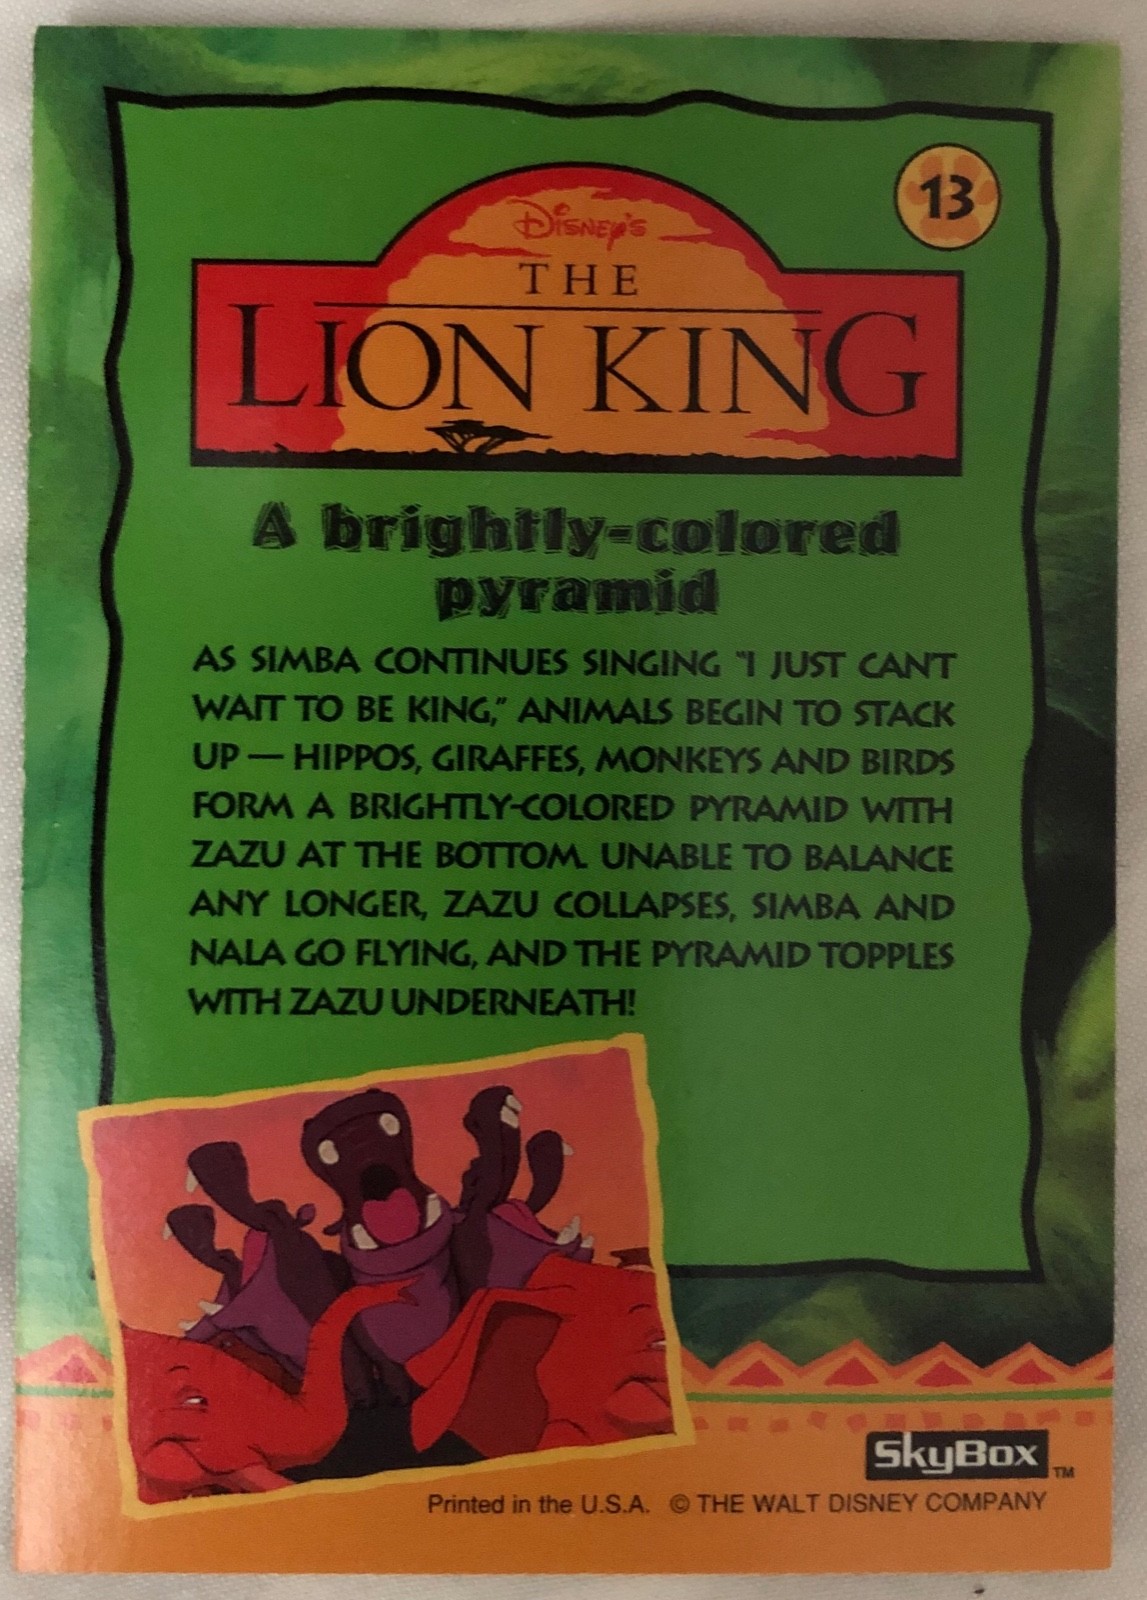 13
Disney's
THE
LION KING
A brightly-colored
pyramid
AS SIMBA CONTINUES SINGING "I JUST CAN'T
WAIT TO BE KING," ANIMALS BEGIN TO STACK
UP — HIPPOS, GIRAFFES, MONKEYS AND BIRDS
FORM A BRIGHTLY-COLORED PYRAMID WITH
ZAZU AT THE BOTTOM. UNABLE TO BALANCE
ANY LONGER, ZAZU COLLAPSES, SIMBA AND
NALA GO FLYING, AND THE PYRAMID TOPPLES
WITH ZAZU UNDERNEATH!
SkyBox™
Printed in the U.S.A. © THE WALT DISNEY COMPANY